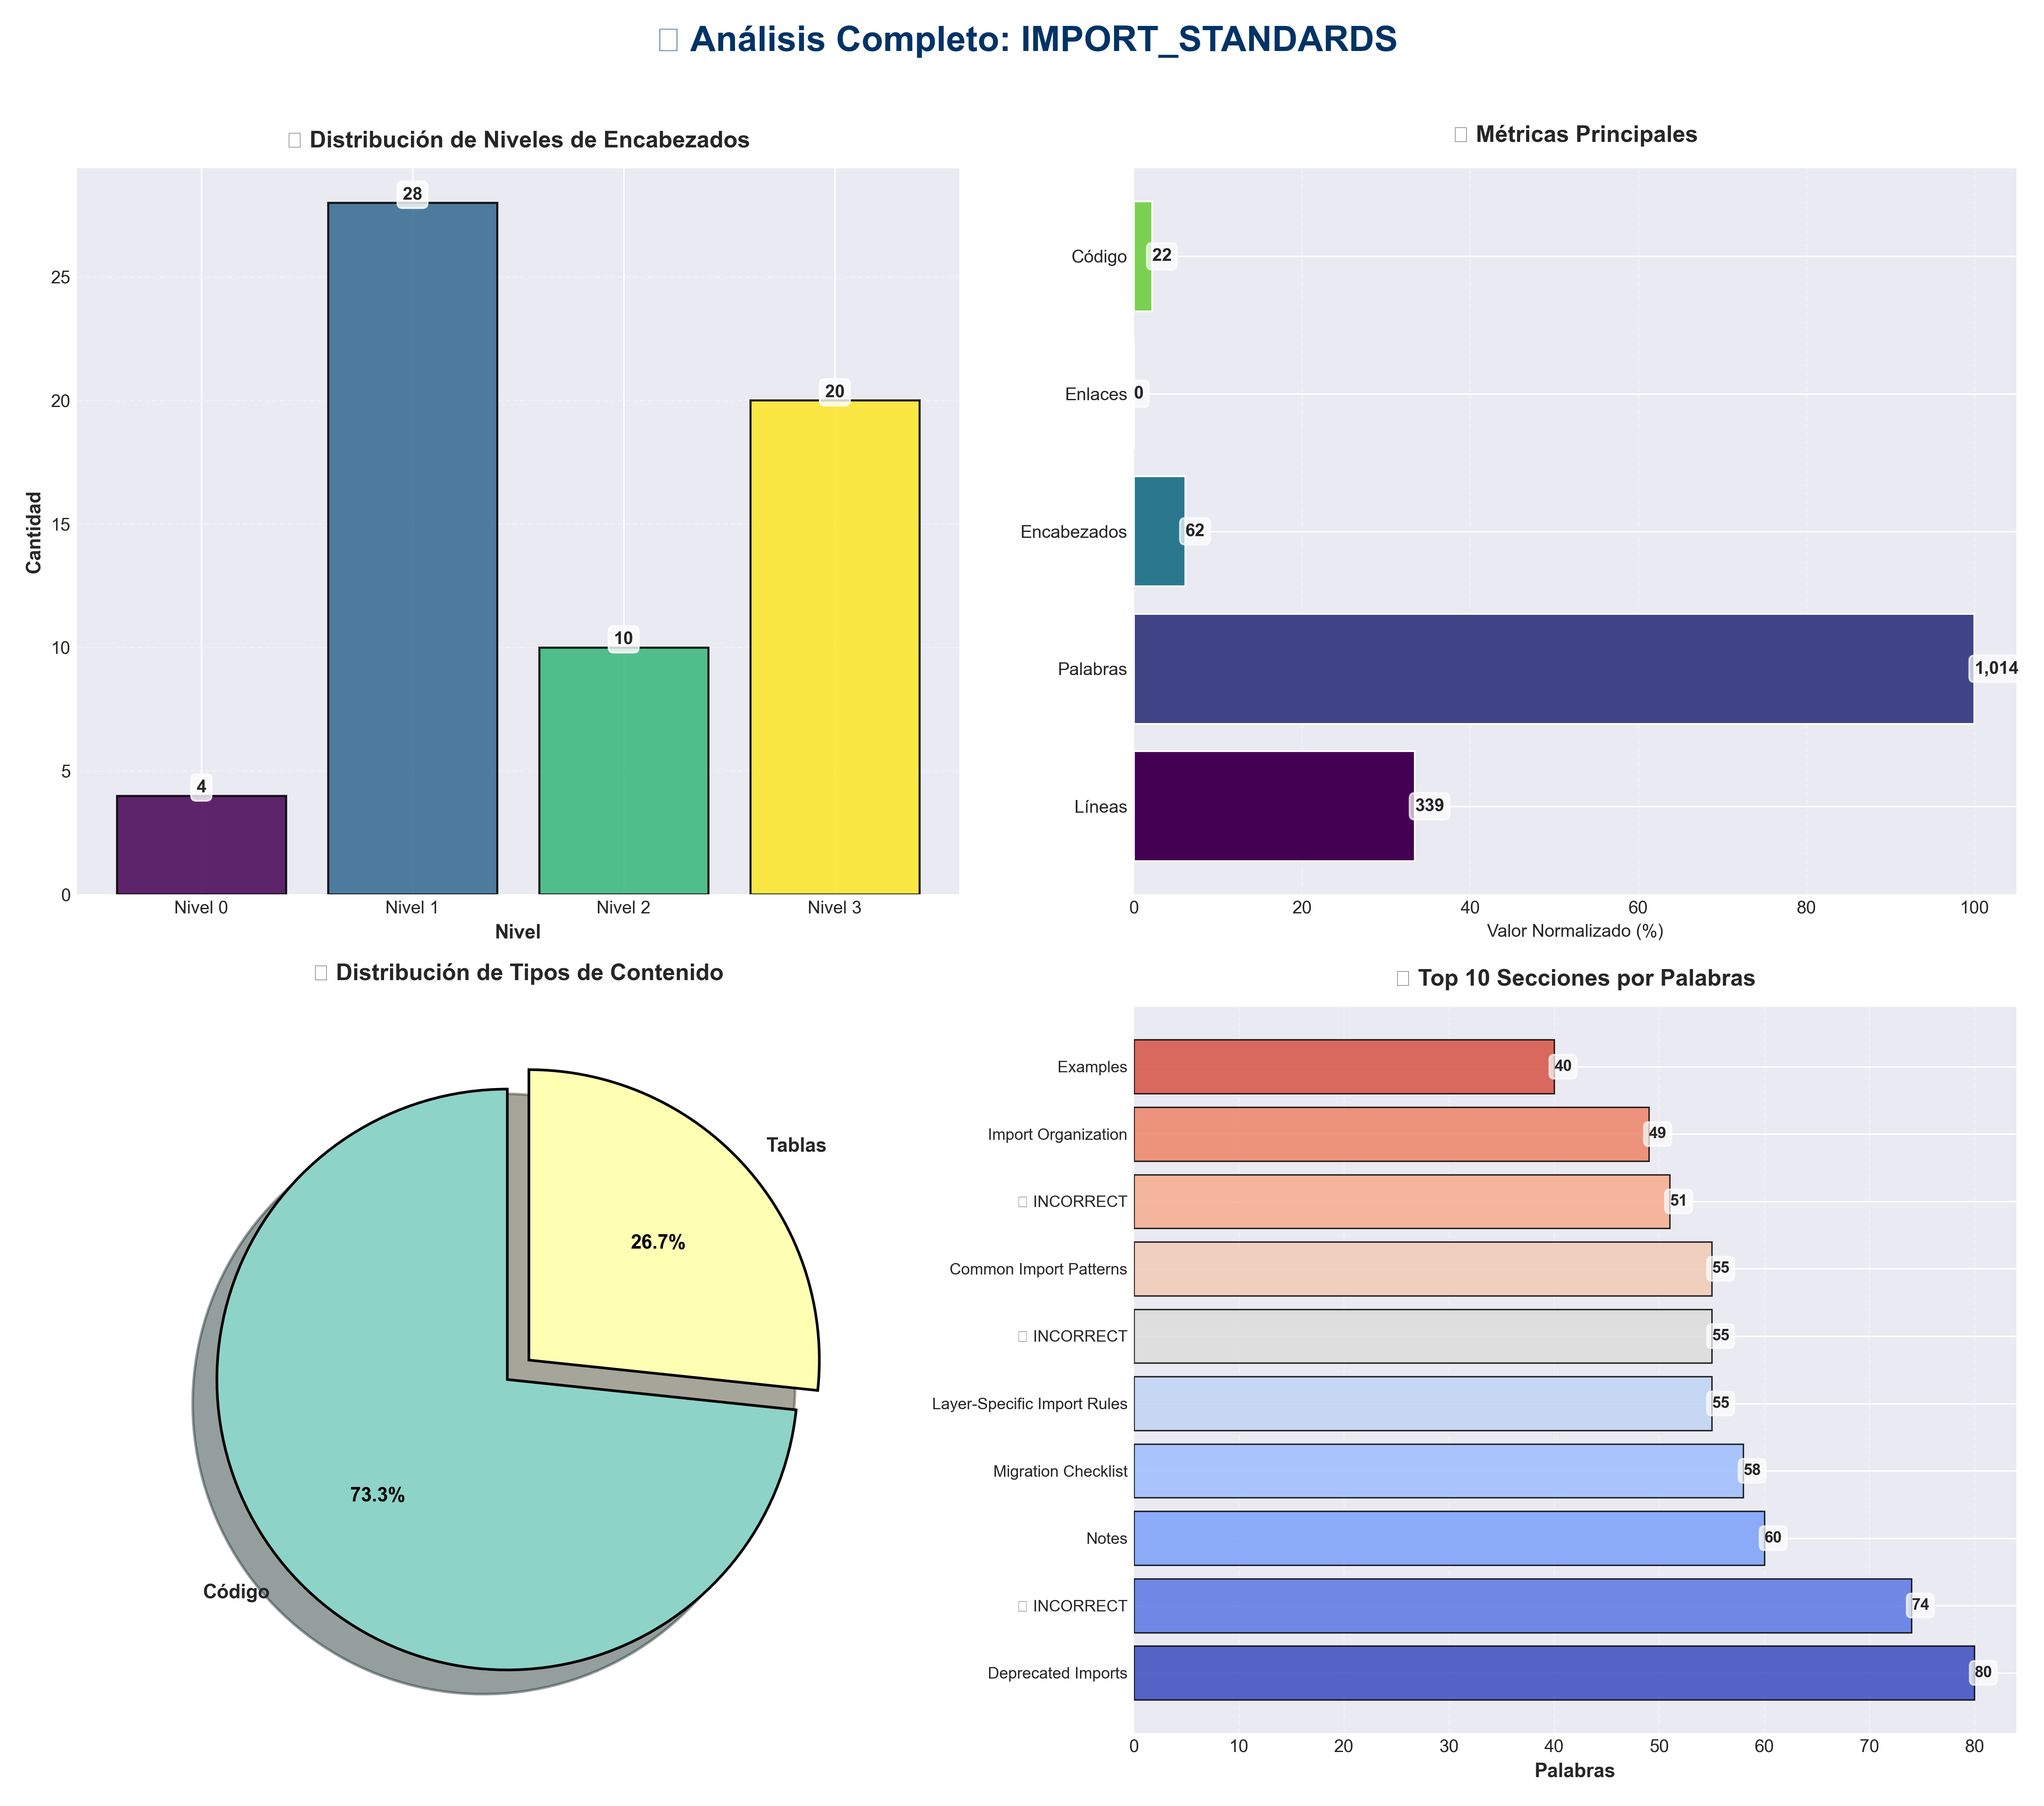 Análisis Completo: IMPORT_STANDARDS
Distribución de Niveles de Encabezados
28
20
10
4
25
20
15
10
5
0
Cantidad
Nivel 0
Nivel 1
Nivel 2
Nivel 3
Nivel
Métricas Principales
Código
22
Enlaces
0
Encabezados
62
Palabras
1,014
Líneas
339
0
20
40
60
80
100
Valor Normalizado (%)
Distribución de Tipos de Contenido
Tablas
26.7%
73.3%
Código
Top 10 Secciones por Palabras
Examples
40
Import Organization
49
INCORRECT
51
Common Import Patterns
55
INCORRECT
55
Layer-Specific Import Rules
55
Migration Checklist
58
Notes
60
INCORRECT
74
Deprecated Imports
80
0
10
20
30
40
50
60
70
80
Palabras